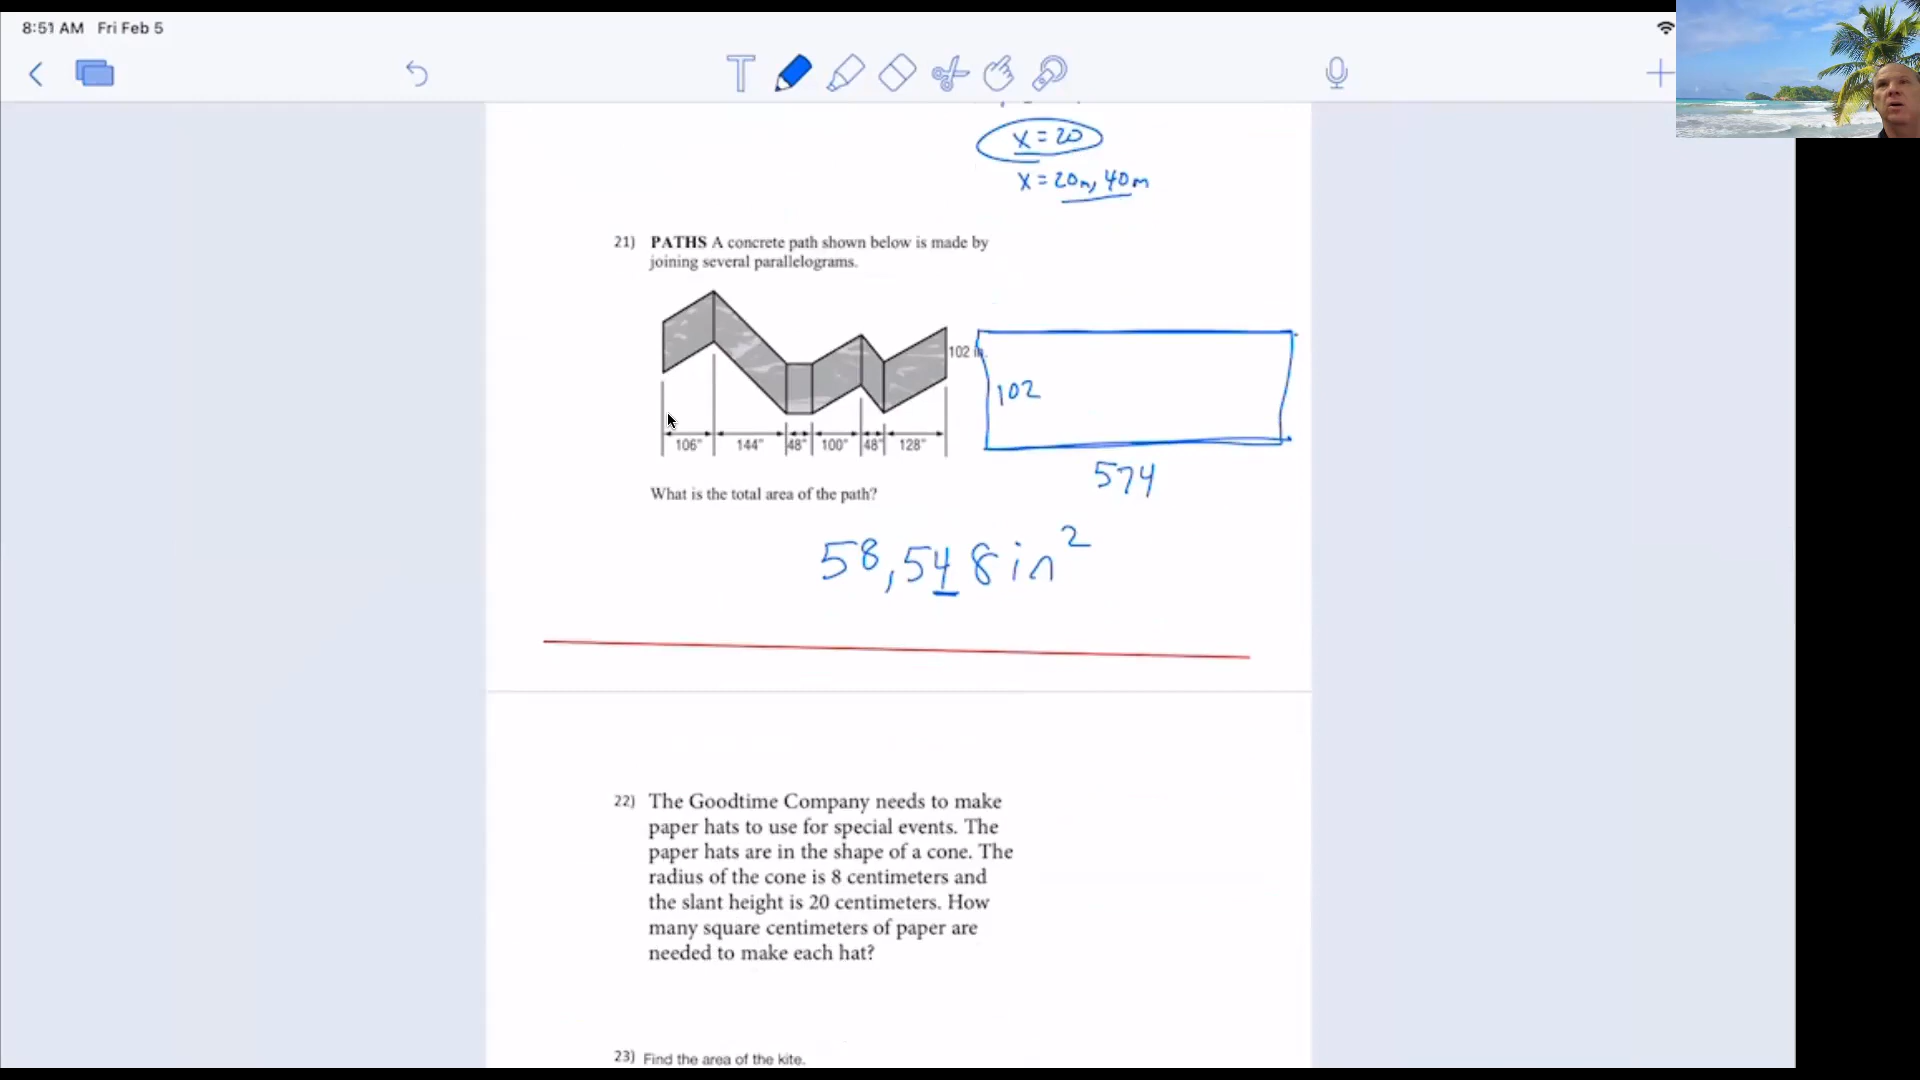 8:51 AM Fri Feb 5
x = 20
x = 20m, 40m
21) PATHS A concrete path shown below is made by
joining several parallelograms.
102 in.
102
106" 144" 48" 100" 48" 128"
574
What is the total area of the path?
58,548 in²
22) The Goodtime Company needs to make
paper hats to use for special events. The
paper hats are in the shape of a cone. The
radius of the cone is 8 centimeters and
the slant height is 20 centimeters. How
many square centimeters of paper are
needed to make each hat?
23) Find the area of the kite.